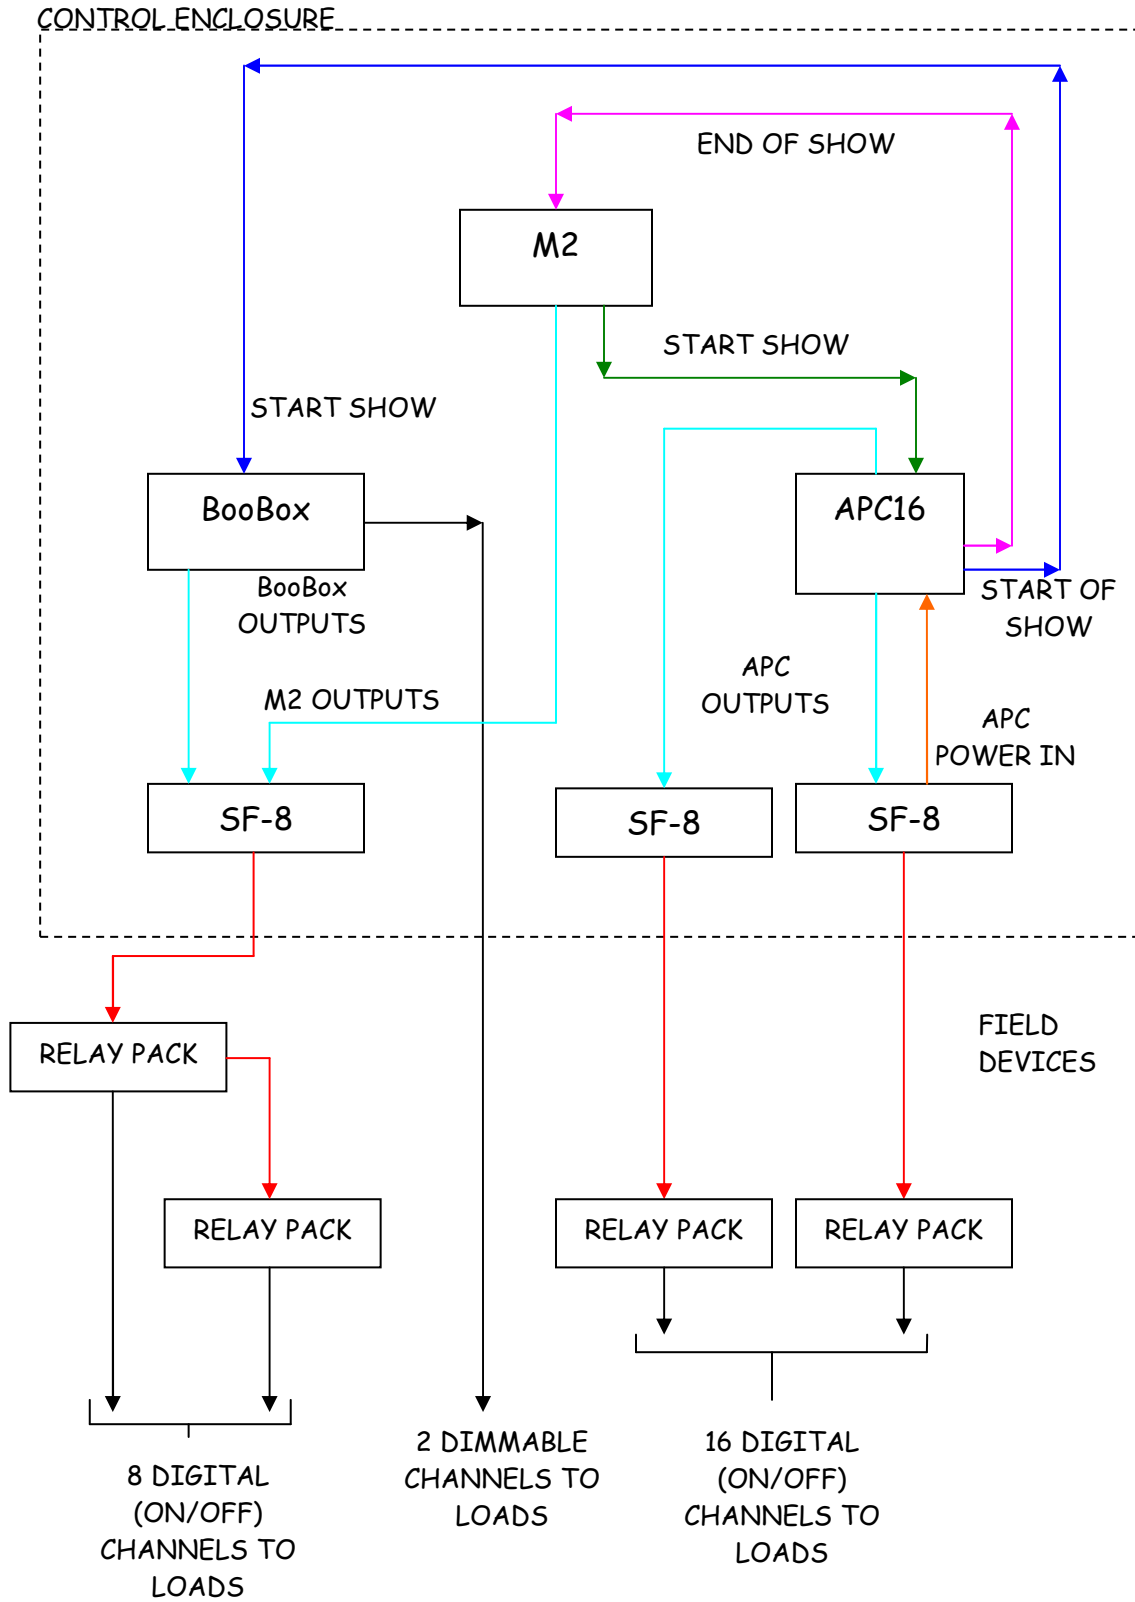 CONTROL ENCLOSURE
END OF SHOW
M2
START SHOW
START SHOW
BooBox
APC16
BooBox
OUTPUTS
START OF
SHOW
M2 OUTPUTS
APC
OUTPUTS
APC
POWER IN
SF-8
SF-8
SF-8
FIELD
DEVICES
RELAY PACK
RELAY PACK
RELAY PACK
RELAY PACK
8 DIGITAL
(ON/OFF)
CHANNELS TO
LOADS
2 DIMMABLE
CHANNELS TO
LOADS
16 DIGITAL
(ON/OFF)
CHANNELS TO
LOADS